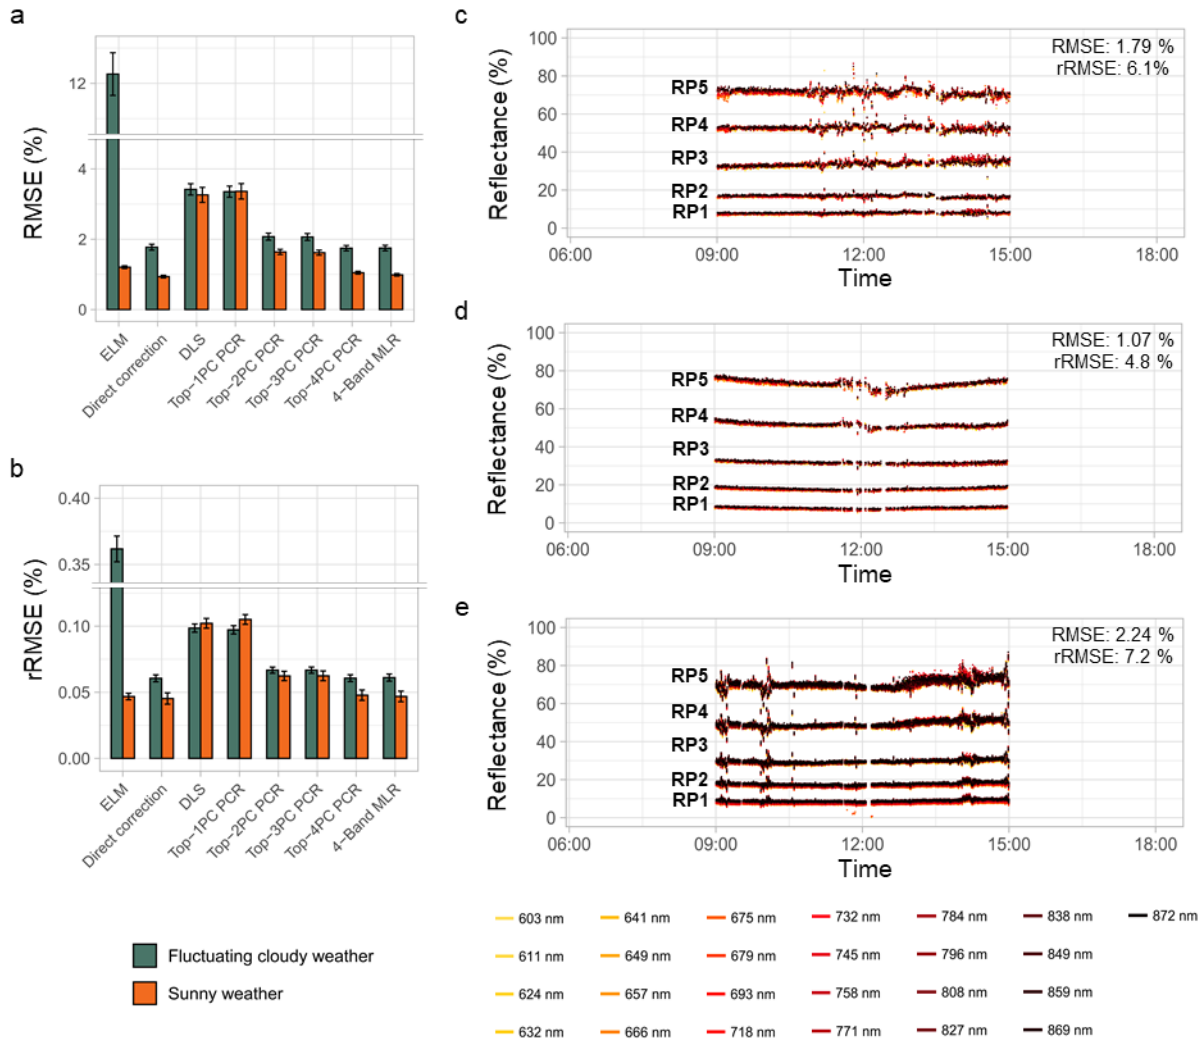 a
RMSE (%)
12
4
2
0
ELM
Direct correction
DLS
Top−1PC PCR
Top−2PC PCR
Top−3PC PCR
Top−4PC PCR
4−Band MLR
b
rRMSE (%)
0.40
0.35
0.10
0.05
0.00
ELM
Direct correction
DLS
Top−1PC PCR
Top−2PC PCR
Top−3PC PCR
Top−4PC PCR
4−Band MLR
Fluctuating cloudy weather
Sunny weather
c
Reflectance (%)
100
80
60
40
20
0
RMSE: 1.79 %
rRMSE: 6.1%
RP5
RP4
RP3
RP2
RP1
06:00 09:00 12:00 15:00 18:00
Time
d
Reflectance (%)
100
80
60
40
20
0
RMSE: 1.07 %
rRMSE: 4.8 %
RP5
RP4
RP3
RP2
RP1
06:00 09:00 12:00 15:00 18:00
Time
e
Reflectance (%)
100
80
60
40
20
0
RMSE: 2.24 %
rRMSE: 7.2 %
RP5
RP4
RP3
RP2
RP1
06:00 09:00 12:00 15:00 18:00
Time
603 nm 641 nm 675 nm 732 nm 784 nm 838 nm 872 nm
611 nm 649 nm 679 nm 745 nm 796 nm 849 nm
624 nm 657 nm 693 nm 758 nm 808 nm 859 nm
632 nm 666 nm 718 nm 771 nm 827 nm 869 nm